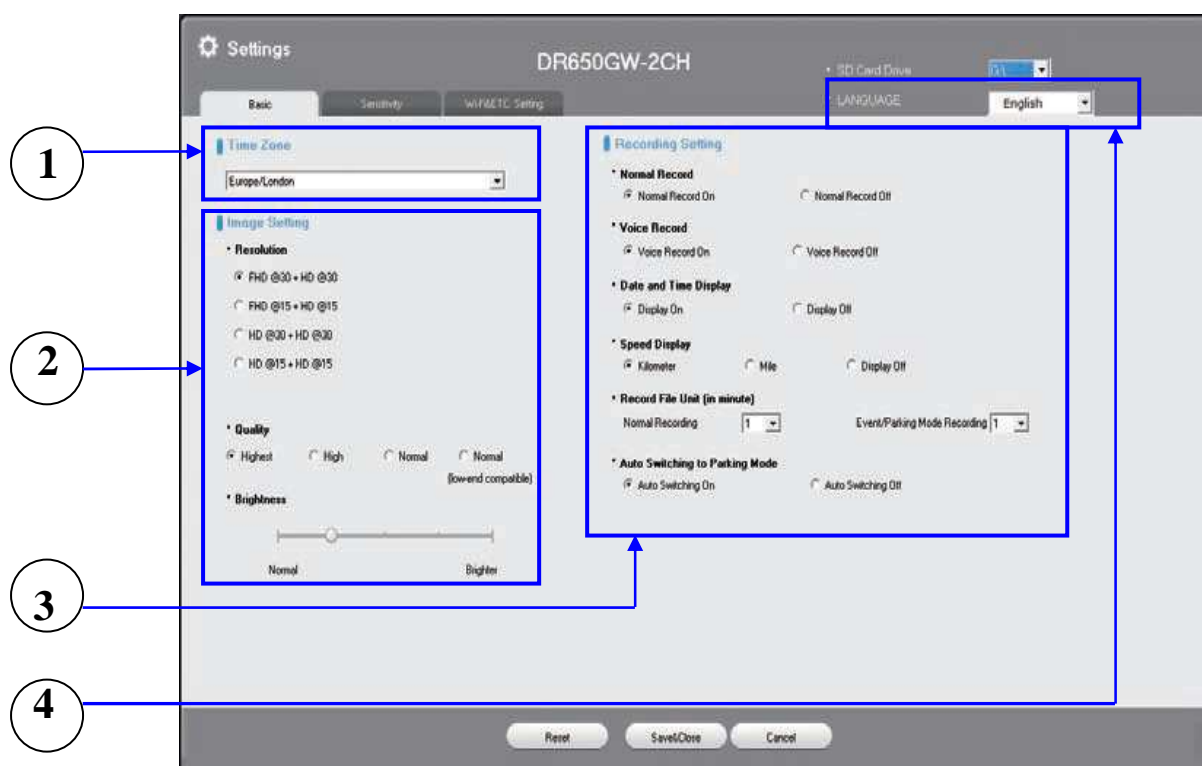 Settings
DR650GW-2CH
* SD Card Drive
* LANGUAGE
English
Basic
Sensitivity
1
Time Zone
Europe/London
2
Image Setting
* Resolution
FHD @30 + HD @30
FHD @15 + HD @15
HD @30 + HD @30
HD @15 + HD @15
* Quality
Highest
High
Normal
Normal
(low-end compatible)
* Brightness
Normal
Brighter
Recording Setting
* Normal Record
Normal Record On
Normal Record Off
* Voice Record
Voice Record On
Voice Record Off
* Date and Time Display
Display On
Display Off
* Speed Display
Kilometer
Mile
Display Off
* Record File Unit (in minute)
Normal Recording
1
Event/Parking Mode Recording
1
* Auto Switching to Parking Mode
Auto Switching On
Auto Switching Off
3
4
Reset
Save&Close
Cancel